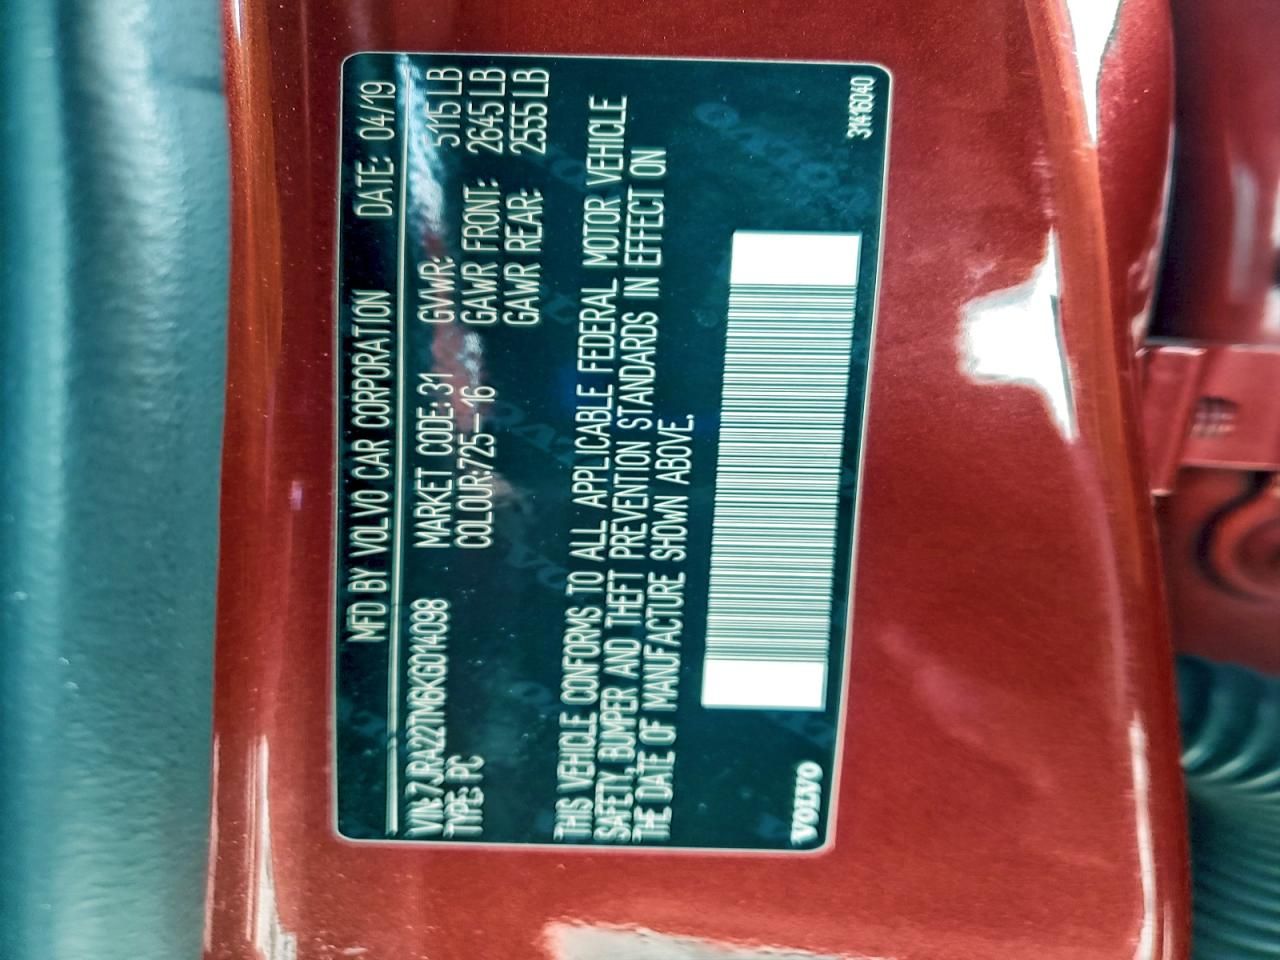 MFD BY VOLVO CAR CORPORATION DATE: 04/19
VIN: 7JRA22TM6KG014098 MARKET CODE: 31 GVWR: 5115 LB
TYPE: PC COLOUR:725-16 GAWR FRONT: 2645 LB
GAWR REAR: 2555 LB
THIS VEHICLE CONFORMS TO ALL APPLICABLE FEDERAL MOTOR VEHICLE
SAFETY, BUMPER AND THEFT PREVENTION STANDARDS IN EFFECT ON
THE DATE OF MANUFACTURE SHOWN ABOVE.
VOLVO 31416040